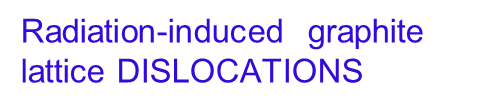 Radiation-induced graphite
lattice DISLOCATIONS